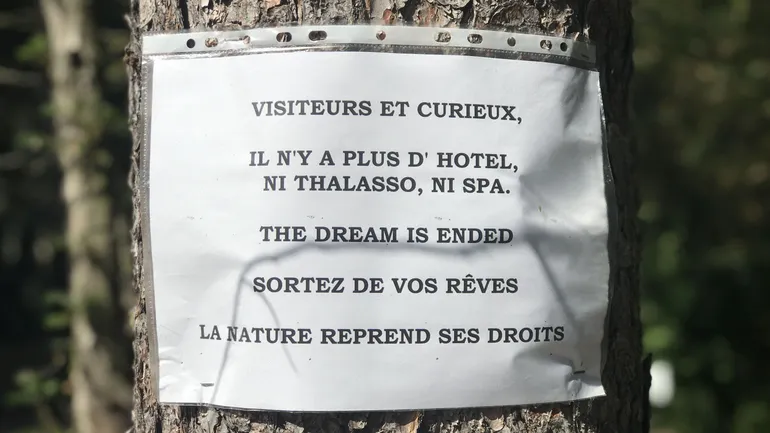 VISITEURS ET CURIEUX,
IL N'Y A PLUS D' HOTEL,
NI THALASSO, NI SPA.
THE DREAM IS ENDED
SORTEZ DE VOS RÊVES
LA NATURE REPREND SES DROITS